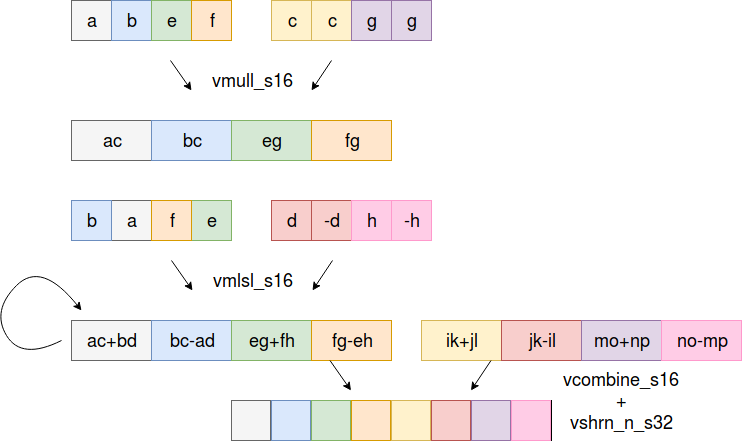 a b e f c c g g
vmull_s16
ac bc eg fg
b a f e d -d h -h
vmlsl_s16
ac+bd bc-ad eg+fh fg-eh ik+jl jk-il mo+np no-mp
vcombine_s16
+
vshrn_n_s32